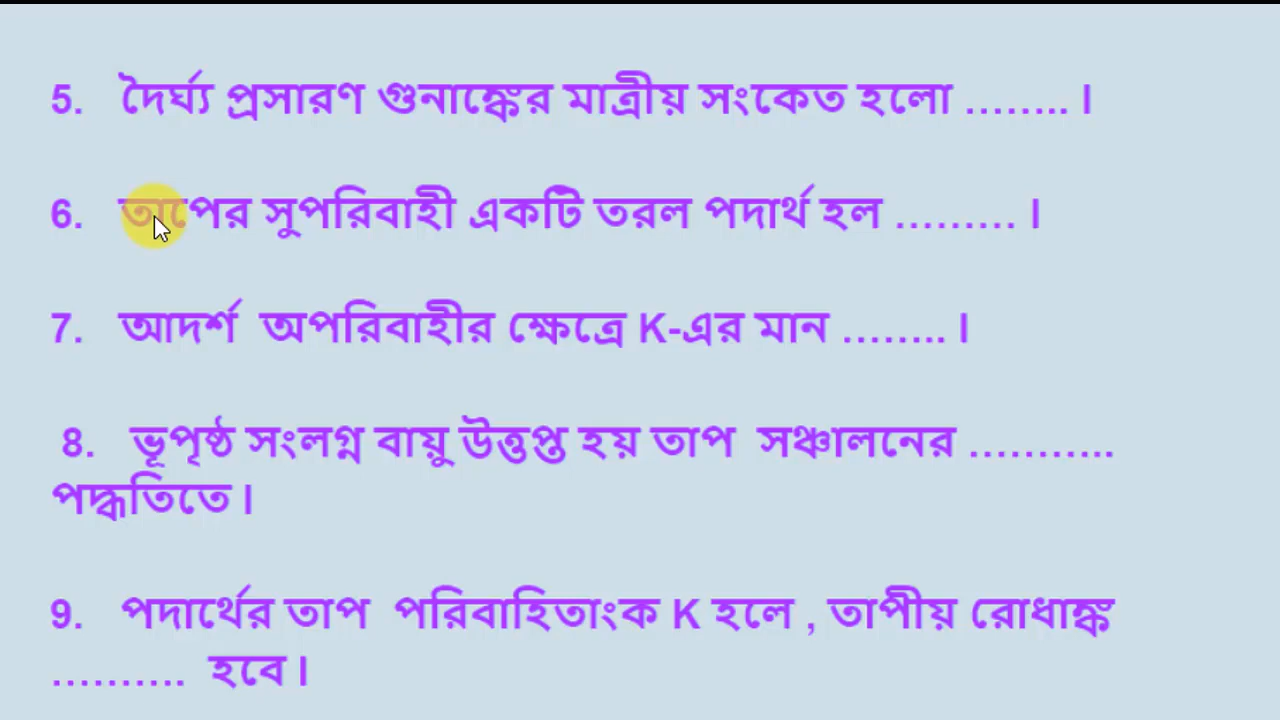 5. দৈর্ঘ্য প্রসারণ গুনাঙ্কের মাত্রীয় সংকেত হলো …….. ।
6. তাপের সুপরিবাহী একটি তরল পদার্থ হল ……… ।
7. আদর্শ অপরিবাহীর ক্ষেত্রে K-এর মান …….. ।
8. ভূপৃষ্ঠ সংলগ্ন বায়ু উত্তপ্ত হয় তাপ সঞ্চালনের ………..
পদ্ধতিতে ।
9. পদার্থের তাপ পরিবাহিতাংক K হলে , তাপীয় রোধাঙ্ক
………. হবে ।